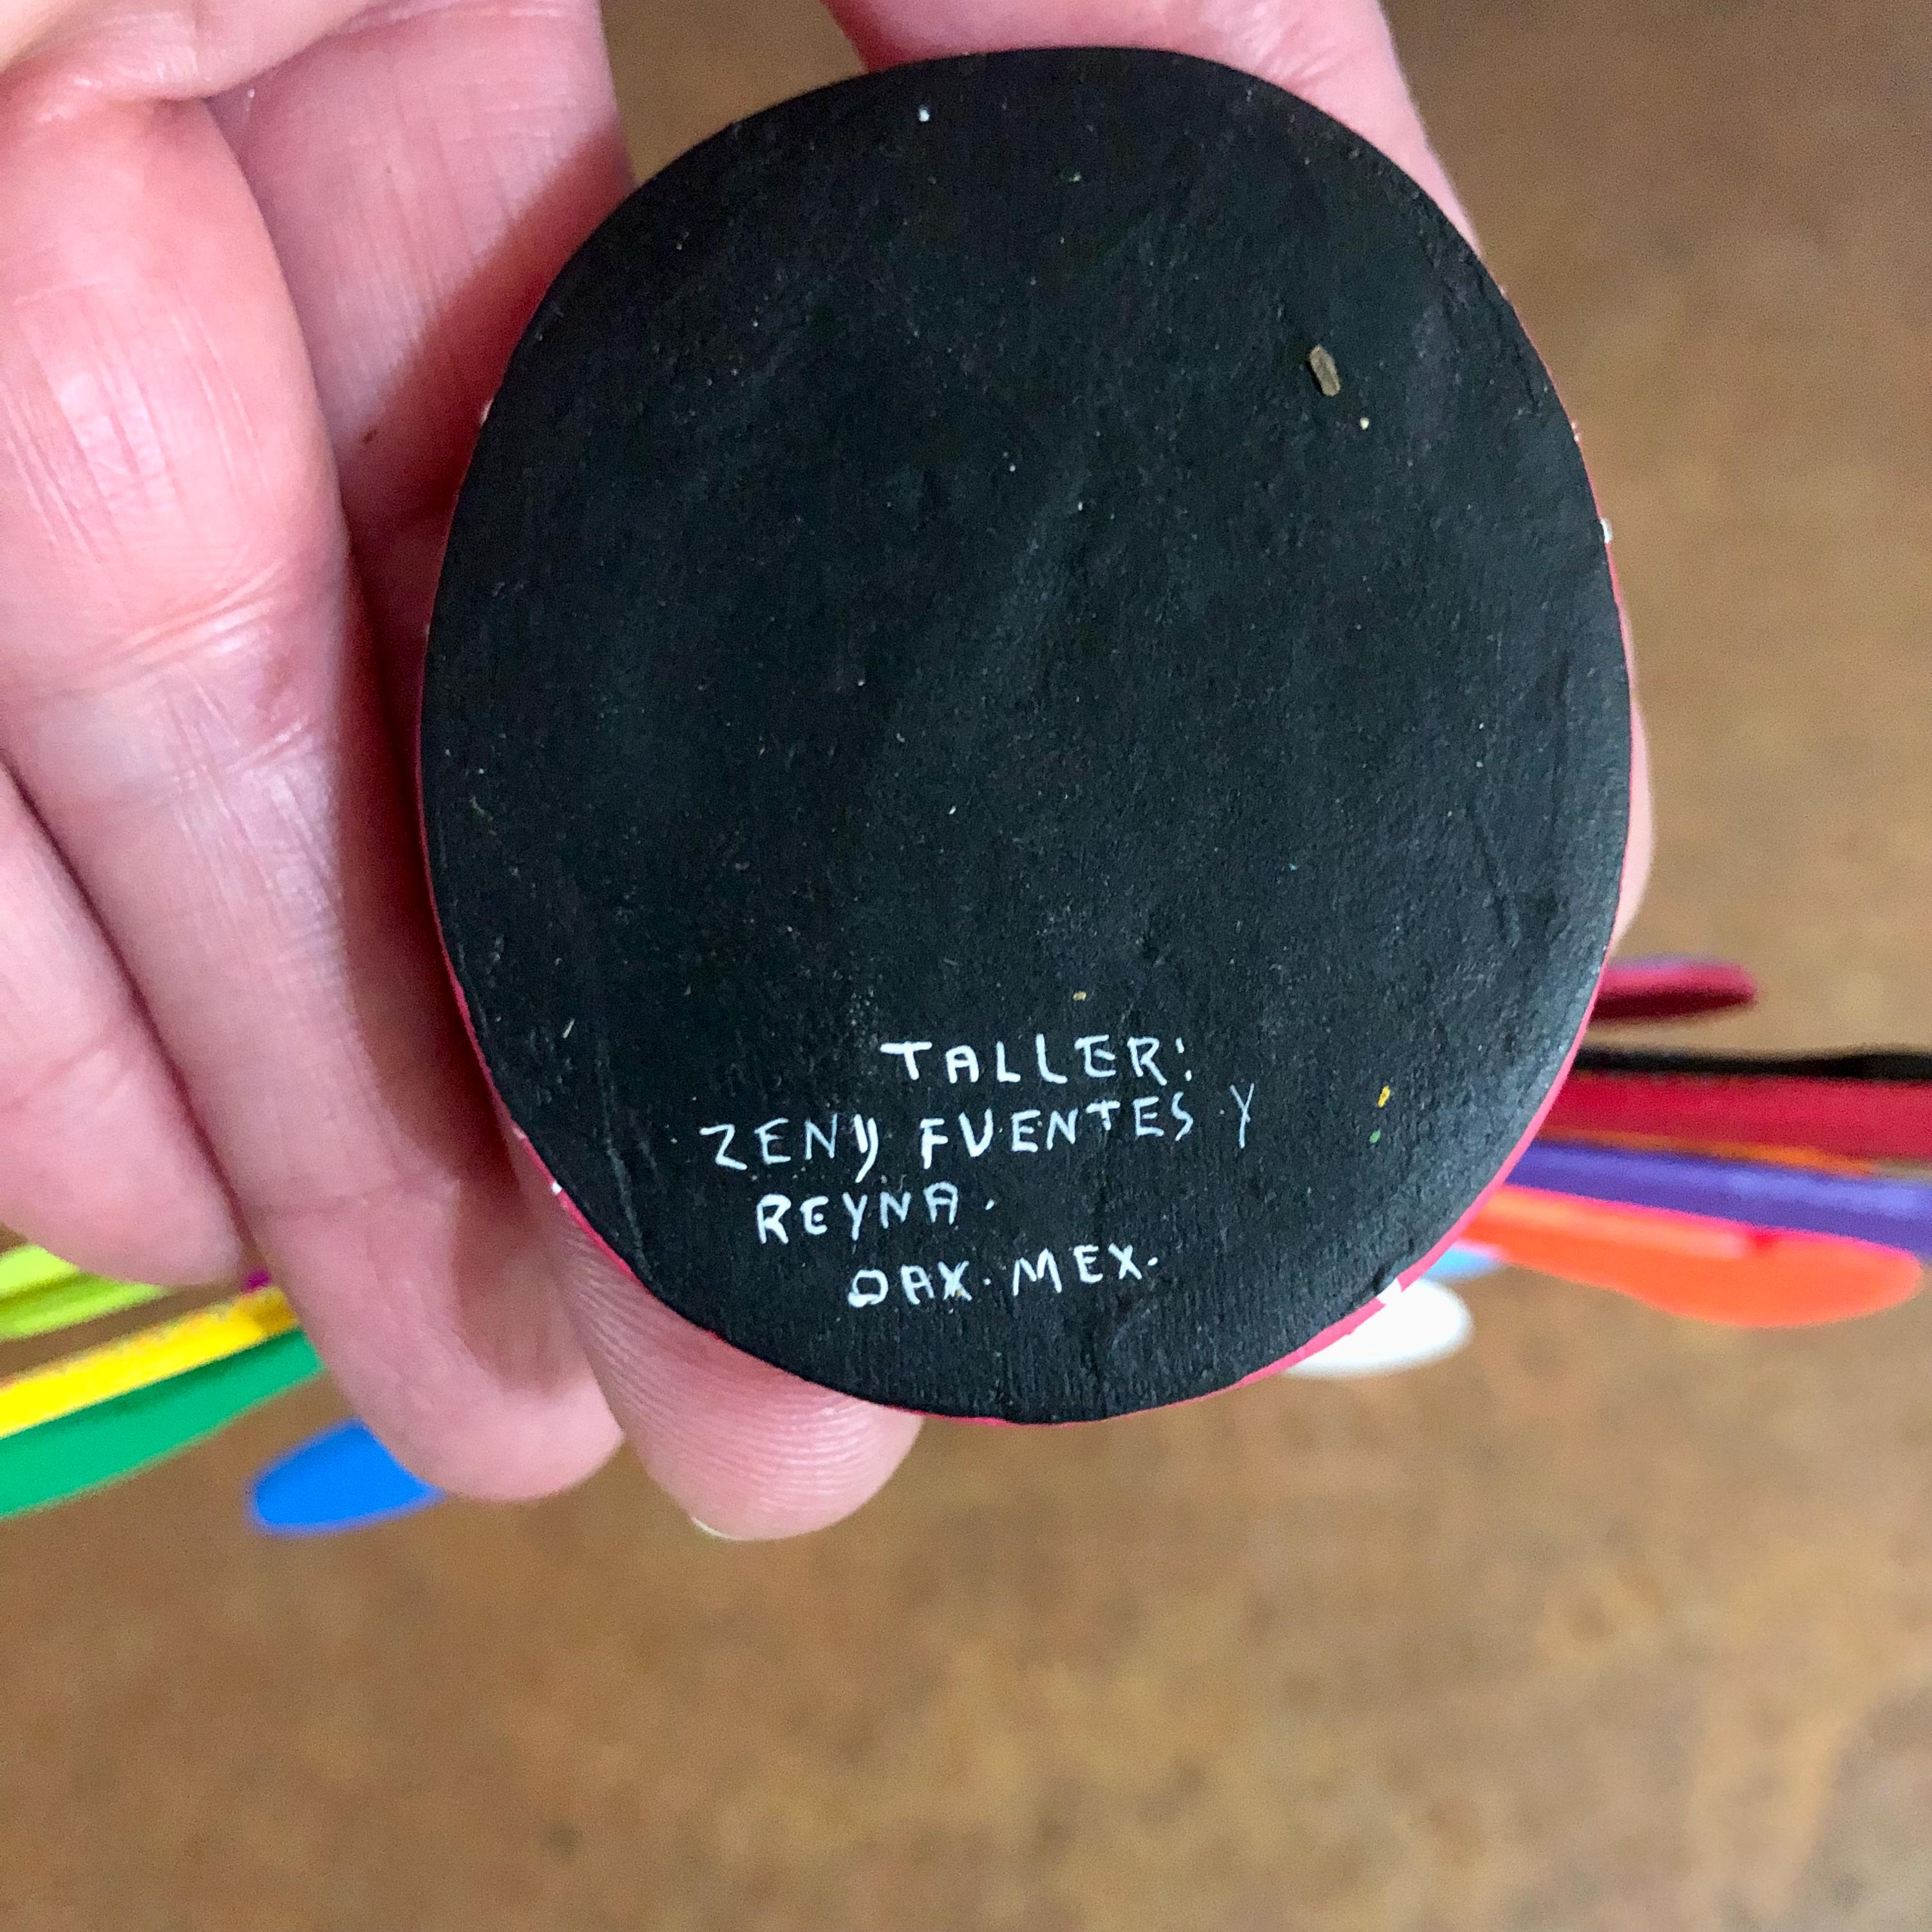 TALLER:
ZENY FUENTES Y
REYNA.
OAX. MEX.